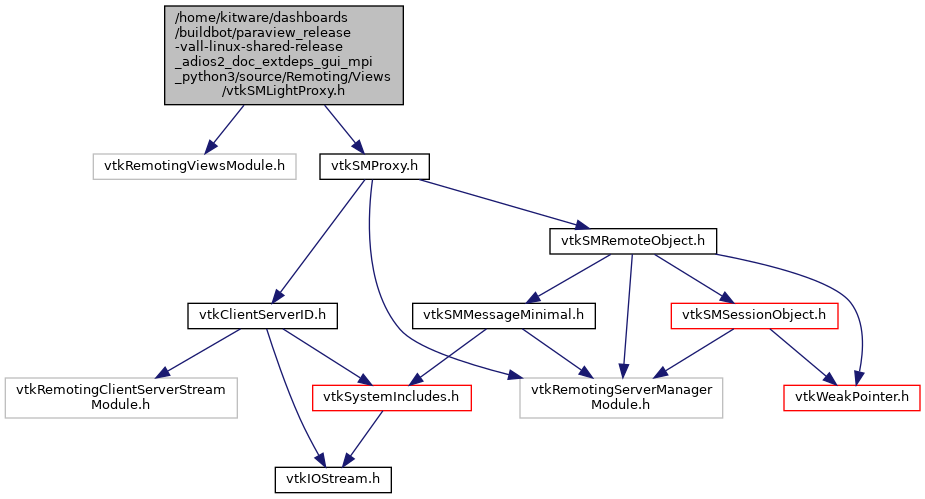 /home/kitware/dashboards
/buildbot/paraview_release
-vall-linux-shared-release
_adios2_doc_extdeps_gui_mpi
_python3/source/Remoting/Views
/vtkSMLightProxy.h
vtkRemotingViewsModule.h
vtkSMProxy.h
vtkSMRemoteObject.h
vtkClientServerID.h
vtkSMMessageMinimal.h
vtkSMSessionObject.h
vtkRemotingClientServerStream
Module.h
vtkSystemIncludes.h
vtkRemotingServerManager
Module.h
vtkWeakPointer.h
vtkIOStream.h